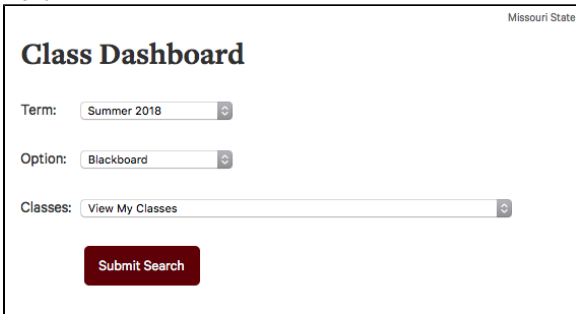 Missouri State
Class Dashboard
Term: Summer 2018
Option: Blackboard
Classes: View My Classes
Submit Search